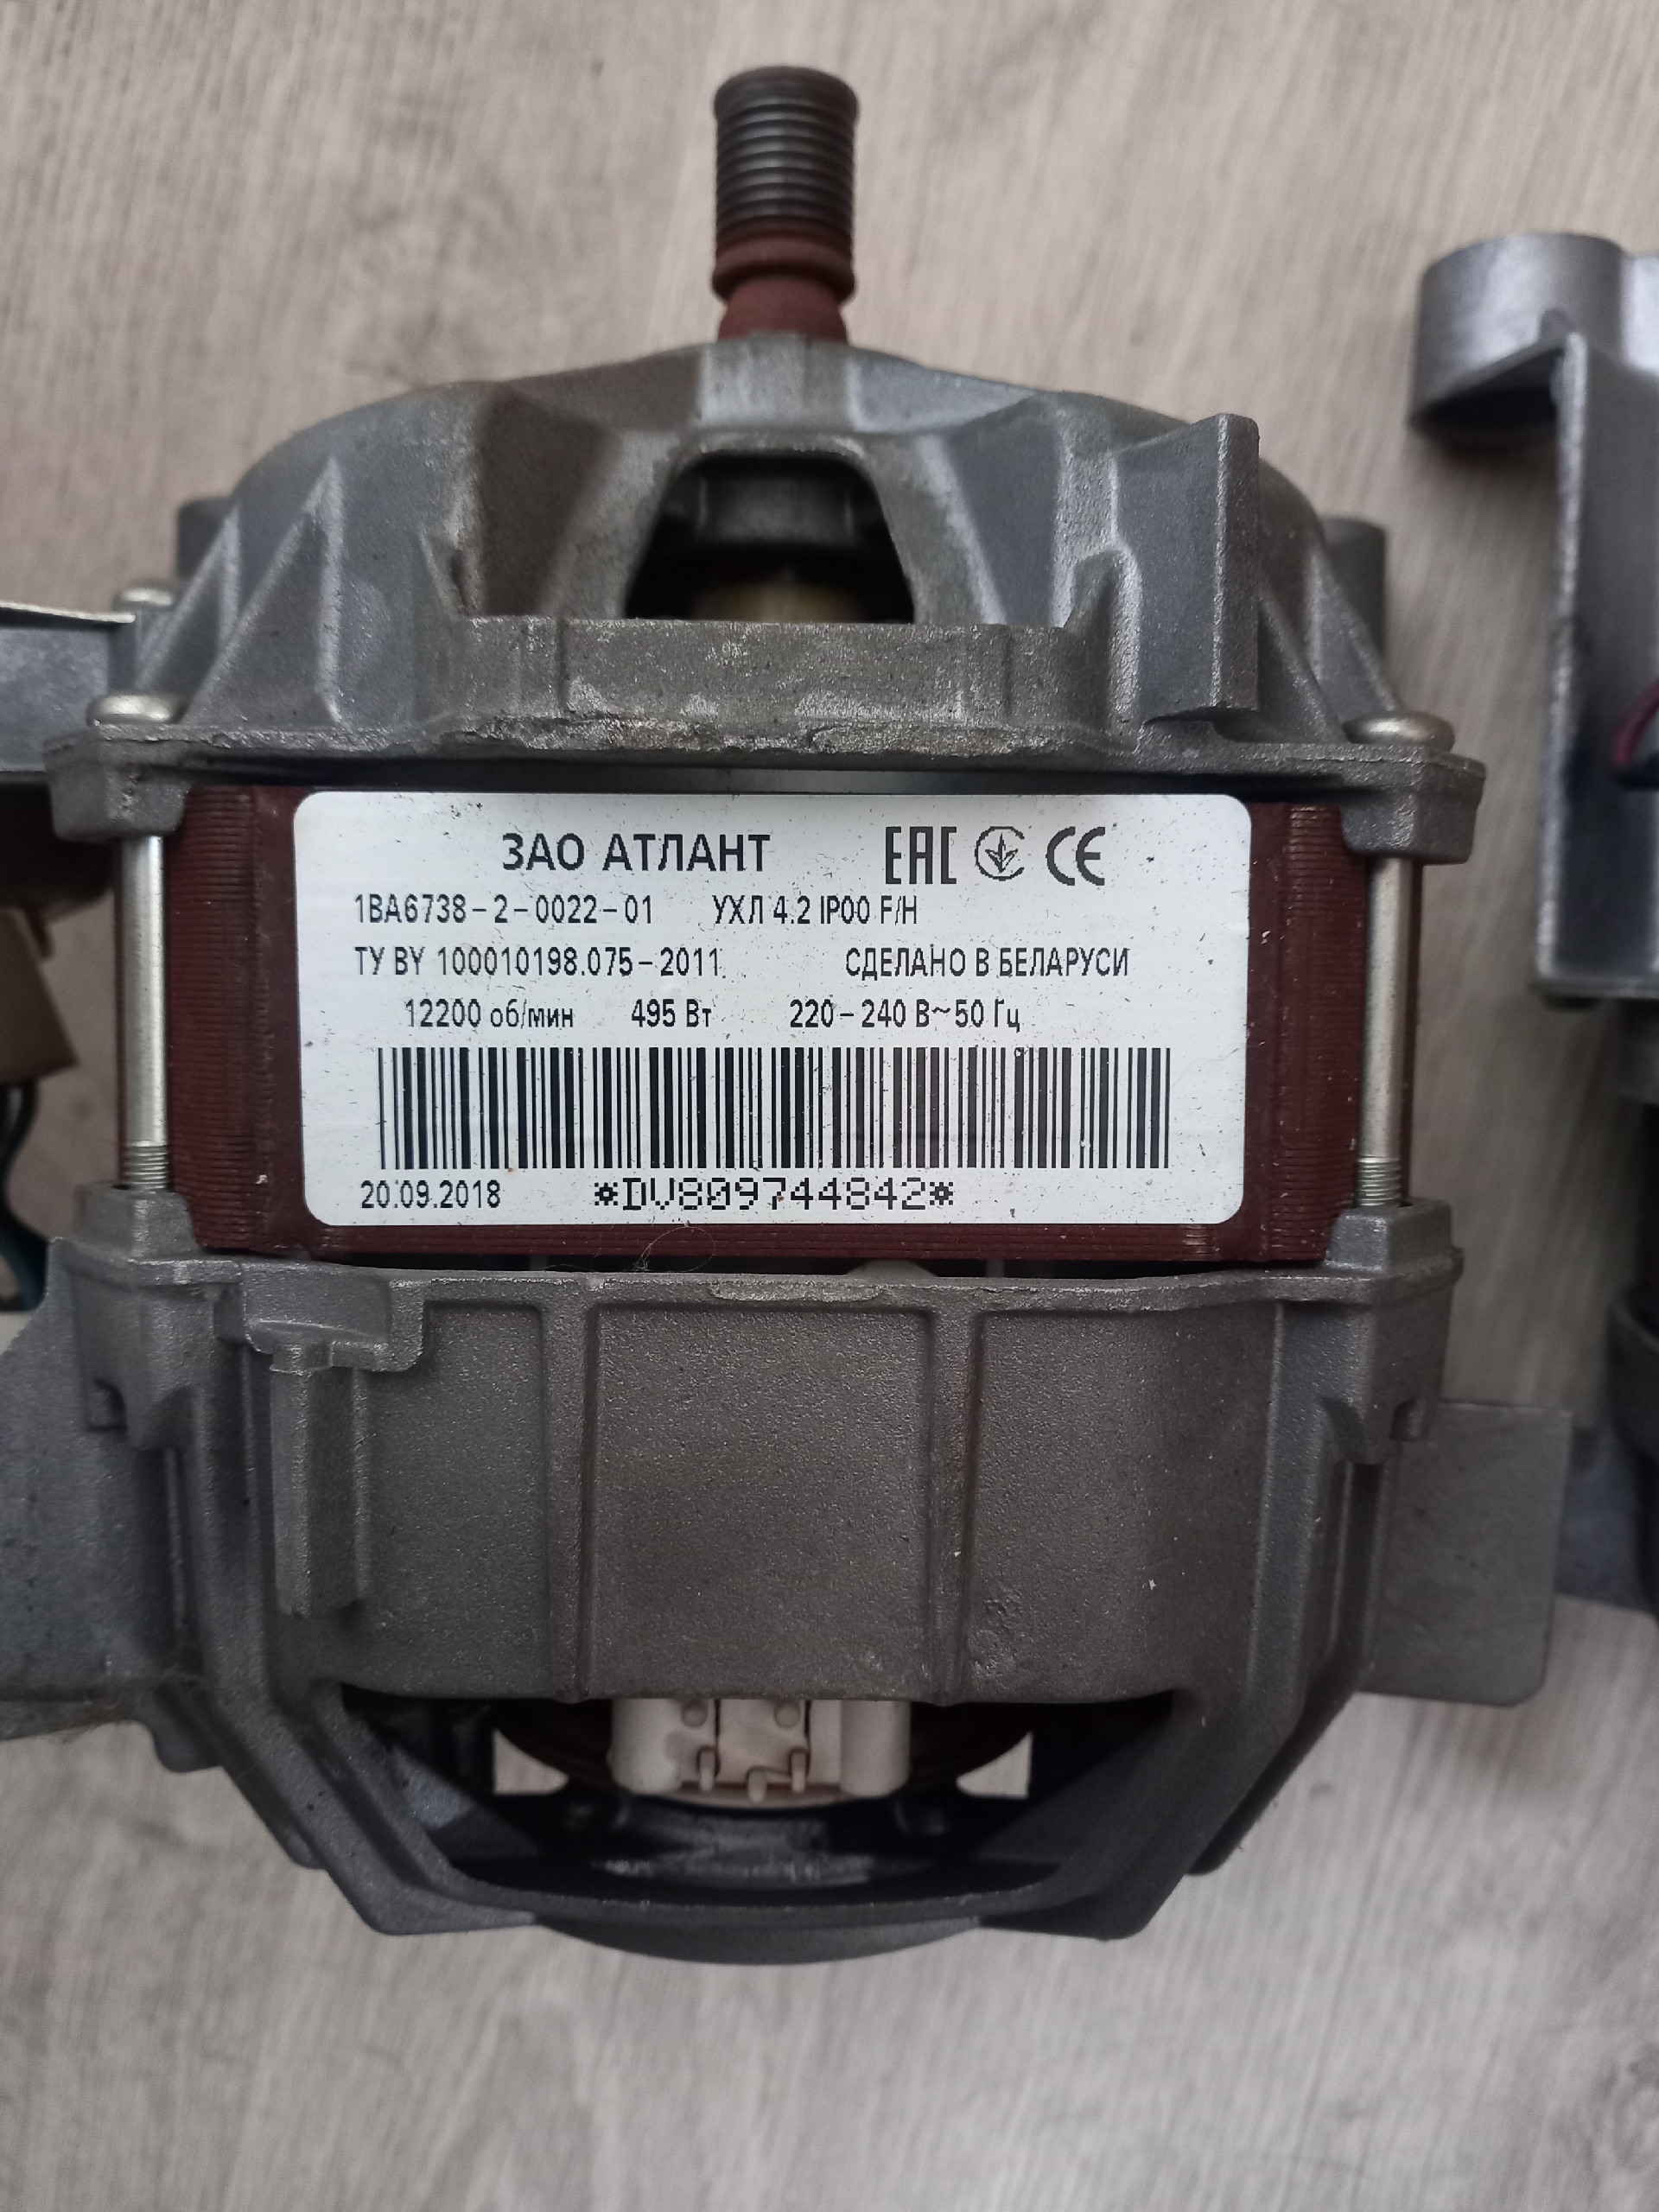 ЗАО АТЛАНТ EAC CE
1BA6738-2-0022-01 УХЛ 4.2 IP00 F/H
ТУ BY 100010198.075-2011 СДЕЛАНО В БЕЛАРУСИ
12200 об/мин 495 Вт 220-240 В~50 Гц
20.09.2018 *DV809744842*